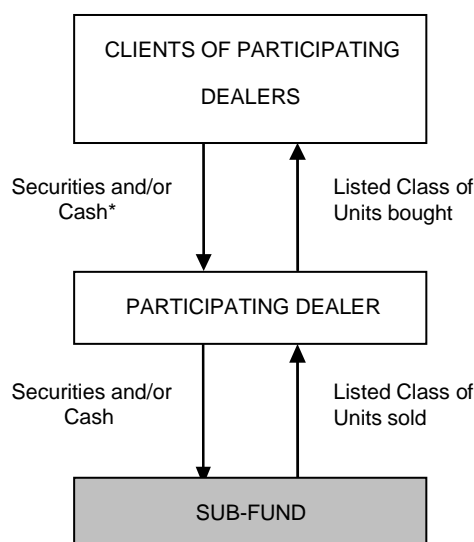 CLIENTS OF PARTICIPATING
DEALERS
Securities and/or
Cash*
Listed Class of
Units bought
PARTICIPATING DEALER
Securities and/or
Cash
Listed Class of
Units sold
SUB-FUND